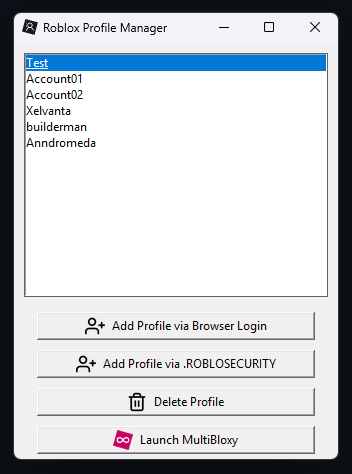 Roblox Profile Manager
Test
Account01
Account02
Xelvanta
builderman
Anndromeda
Add Profile via Browser Login
Add Profile via .ROBLOSECURITY
Delete Profile
Launch MultiBloxy